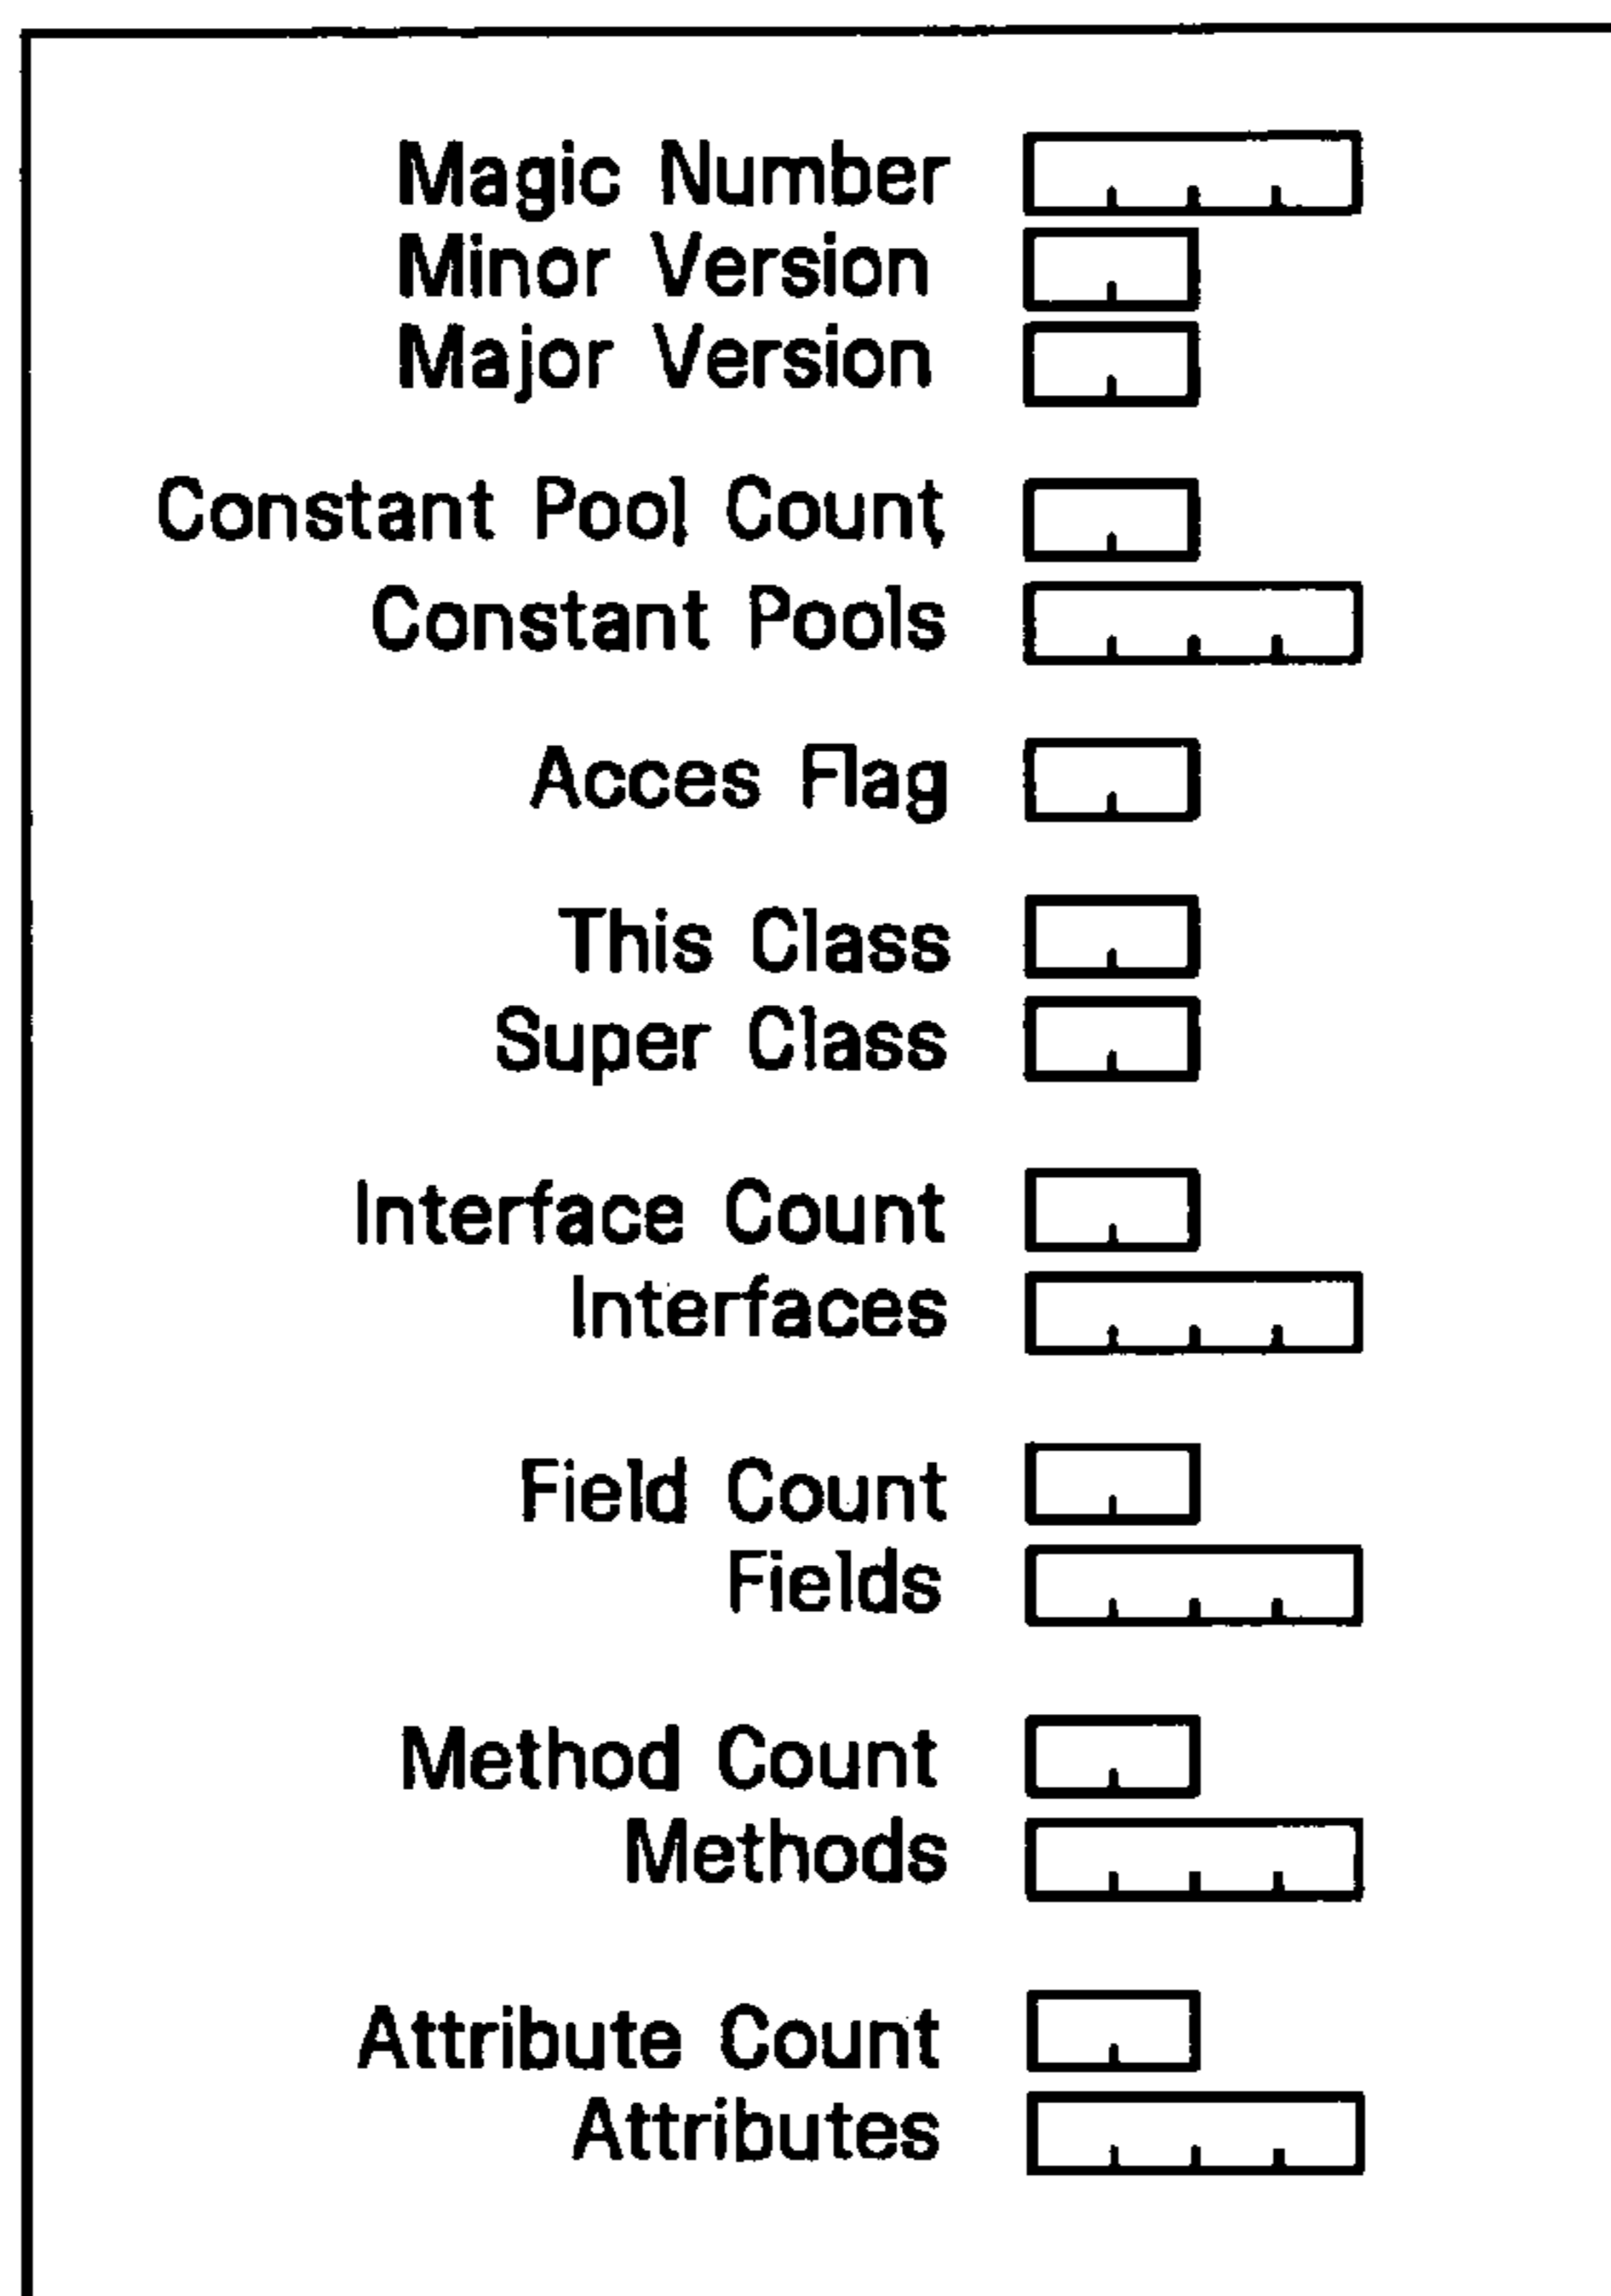 Magic Number
Minor Version
Major Version
Constant Pool Count
Constant Pools
Acces Flag
This Class
Super Class
Interface Count
Interfaces
Field Count
Fields
Method Count
Methods
Attribute Count
Attributes